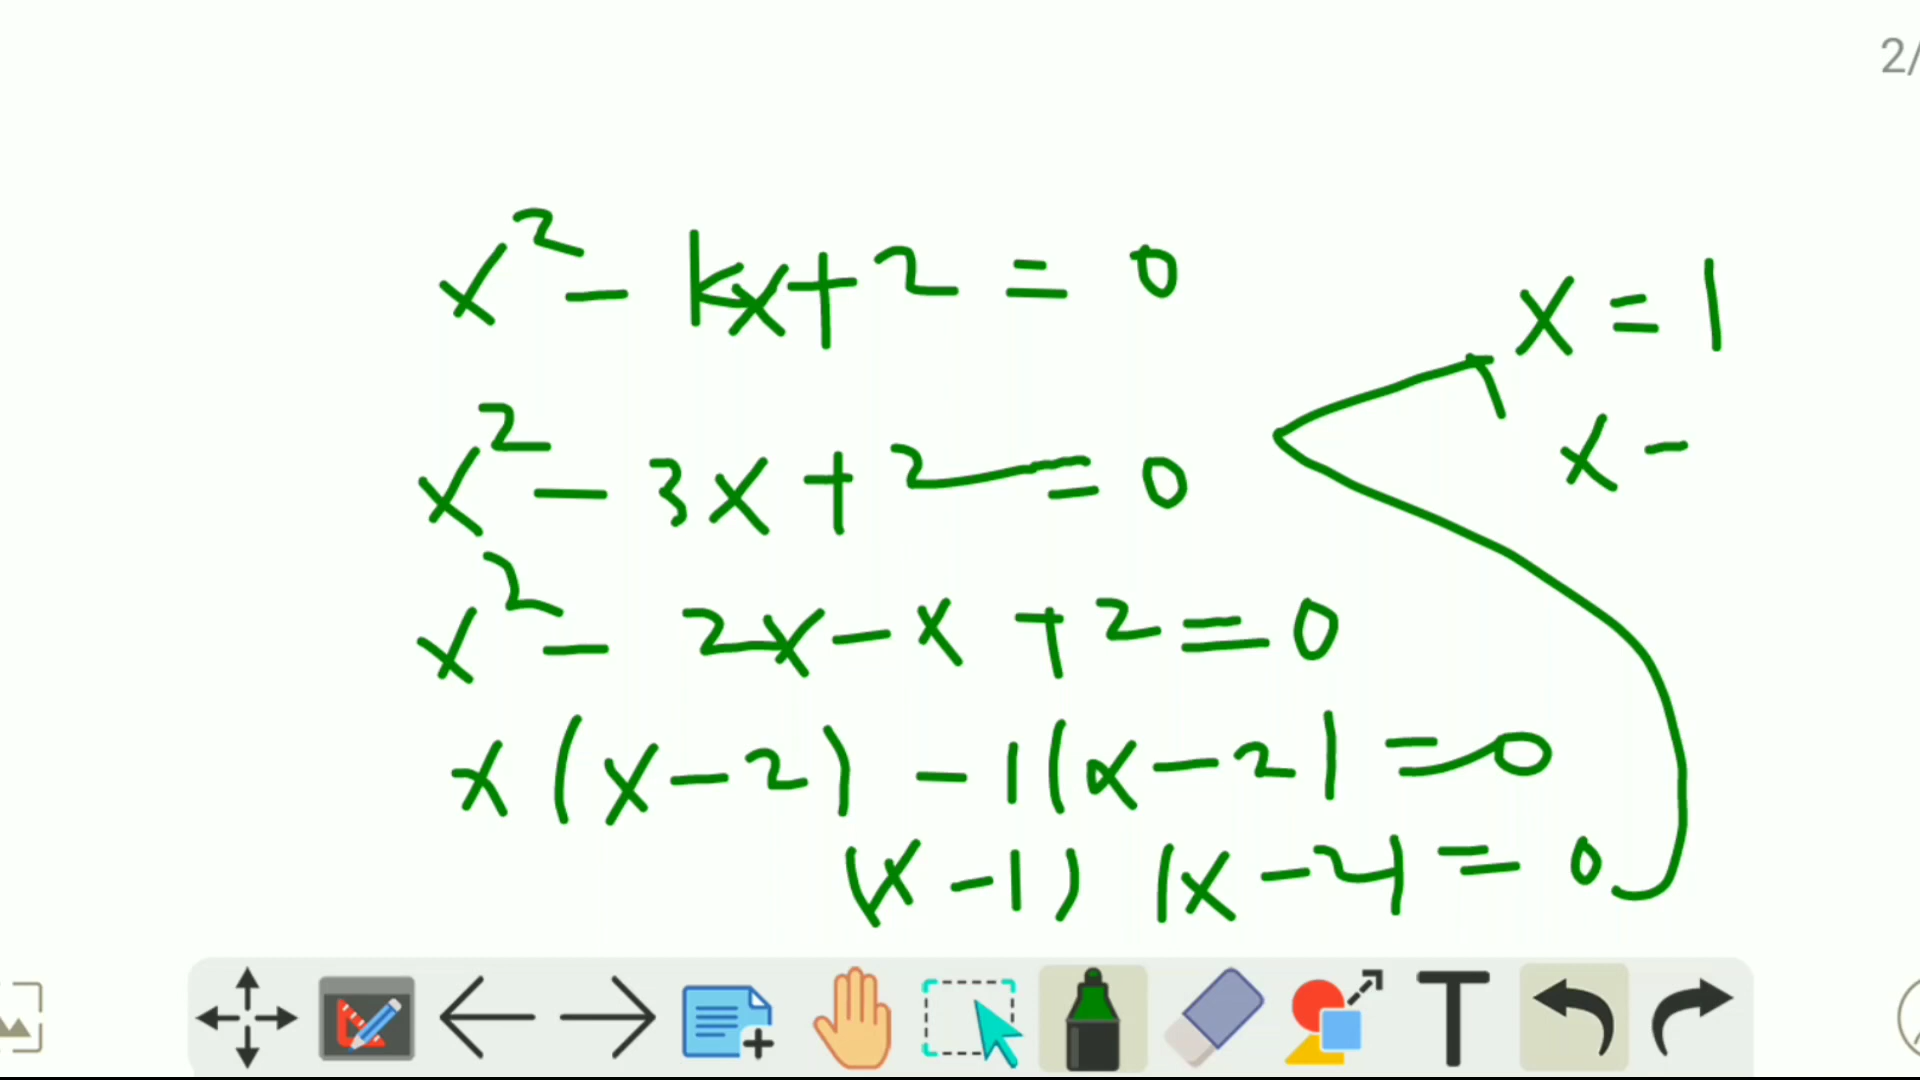 2/
x² - kx + 2 = 0
x² - 3x + 2 = 0
x² - 2x - x + 2 = 0
x(x-2) - 1(x-2) = 0
(x-1) (x-2) = 0
x = 1
x -
T